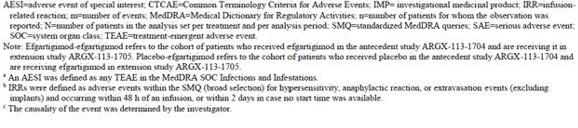 AESI=adverse event of special interest; CTCAE=Common Terminology Criteria for Adverse Events; IMP= investigational medicinal product; IRR=infusion-
related reaction; m=number of events; MedDRA=Medical Dictionary for Regulatory Activities; n=number of patients for whom the observation was
reported; N=number of patients in the analysis set per treatment and per analysis period; SMQ=standardized MedDRA queries; SAE=serious adverse event;
SOC=system organ class; TEAE=treatment-emergent adverse event.
Note: Efgartigimod-efgartigimod refers to the cohort of patients who received efgartigimod in the antecedent study ARGX-113-1704 and are receiving it in
extension study ARGX-113-1705. Placebo-efgartigimod refers to the cohort of patients who received placebo in the antecedent study ARGX-113-1704 and
are receiving efgartigimod in extension study ARGX-113-1705.
a An AESI was defined as any TEAE in the MedDRA SOC Infections and Infestations.
b IRRs were defined as adverse events within the SMQ (broad selection) for hypersensitivity, anaphylactic reaction, or extravasation events (excluding
implants) and occurring within 48 h of an infusion, or within 2 days in case no start time was available.
c The causality of the event was determined by the investigator.